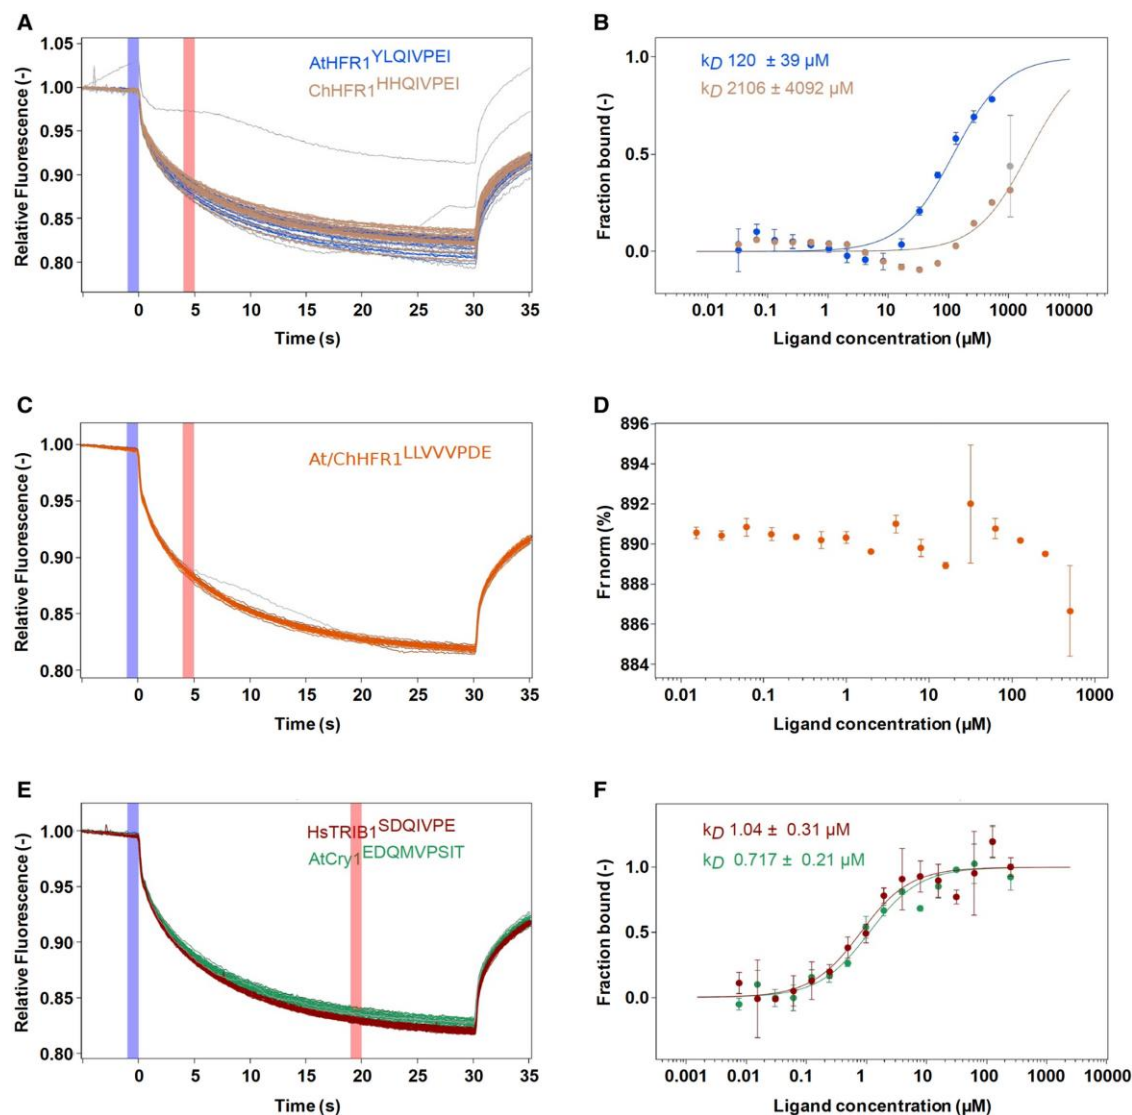 A
1.05
1.00
0.95
0.90
0.85
0.80
Relative Fluorescence (-)
AtHFR1YLQIVPEI
ChHFR1HHQIVPEI
0 5 10 15 20 25 30 35
Time (s)
B
1.0
0.5
0.0
Fraction bound (-)
kD 120 ± 39 µM
kD 2106 ± 4092 µM
0.01 0.1 1 10 100 1000 10000
Ligand concentration (µM)
C
1.00
0.95
0.90
0.85
0.80
Relative Fluorescence (-)
At/ChHFR1LLVVVPDE
0 5 10 15 20 25 30 35
Time (s)
D
896
894
892
890
888
886
884
Frnorm (%)
0.01 0.1 1 10 100 1000
Ligand concentration (µM)
E
1.00
0.95
0.90
0.85
0.80
Relative Fluorescence (-)
HsTRIB1SDQIVPE
AtCry1EDQMVPSIT
0 5 10 15 20 25 30 35
Time (s)
F
1.0
0.5
0.0
Fraction bound (-)
kD 1.04 ± 0.31 µM
kD 0.717 ± 0.21 µM
0.001 0.01 0.1 1 10 100 1000 10000
Ligand concentration (µM)